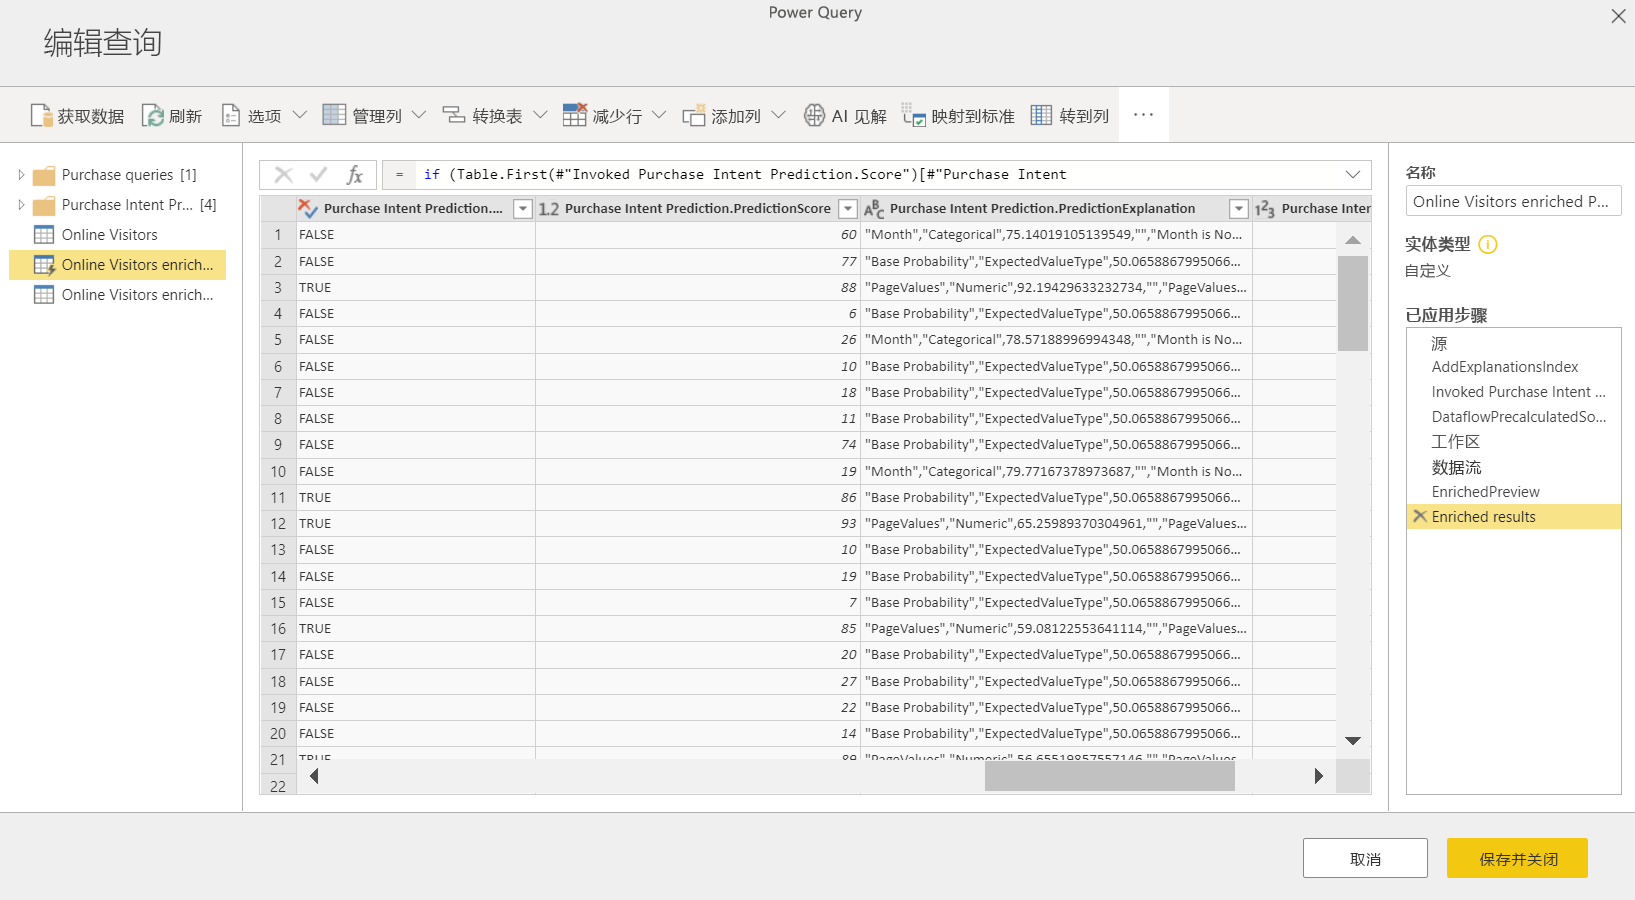 Power Query
编辑查询
获取数据 刷新 选项 管理列 转换表 减少行 添加列 AI 见解 映射到标准 转到列 ...
Purchase queries [1]
Purchase Intent Pr... [4]
Online Visitors
Online Visitors enrich...
Online Visitors enrich...
fx = if (Table.First(#"Invoked Purchase Intent Prediction.Score")[#"Purchase Intent
Purchase Intent Prediction.... 1.2 Purchase Intent Prediction.PredictionScore ABC Purchase Intent Prediction.PredictionExplanation 123 Purchase Inter
1 FALSE 60 "Month","Categorical",75.14019105139549,"","Month is No...
2 FALSE 77 "Base Probability","ExpectedValueType",50.0658867995066...
3 TRUE 88 "PageValues","Numeric",92.19429633232734,"","PageValues...
4 FALSE 6 "Base Probability","ExpectedValueType",50.0658867995066...
5 FALSE 26 "Month","Categorical",78.57188996994348,"","Month is No...
6 FALSE 10 "Base Probability","ExpectedValueType",50.0658867995066...
7 FALSE 18 "Base Probability","ExpectedValueType",50.0658867995066...
8 FALSE 11 "Base Probability","ExpectedValueType",50.0658867995066...
9 FALSE 74 "Base Probability","ExpectedValueType",50.0658867995066...
10 FALSE 19 "Month","Categorical",79.77167378973687,"","Month is No...
11 TRUE 86 "Base Probability","ExpectedValueType",50.0658867995066...
12 TRUE 93 "PageValues","Numeric",65.25989370304961,"","PageValues...
13 FALSE 10 "Base Probability","ExpectedValueType",50.0658867995066...
14 FALSE 19 "Base Probability","ExpectedValueType",50.0658867995066...
15 FALSE 7 "Base Probability","ExpectedValueType",50.0658867995066...
16 TRUE 85 "PageValues","Numeric",59.08122553641114,"","PageValues...
17 FALSE 20 "Base Probability","ExpectedValueType",50.0658867995066...
18 FALSE 27 "Base Probability","ExpectedValueType",50.0658867995066...
19 FALSE 22 "Base Probability","ExpectedValueType",50.0658867995066...
20 FALSE 14 "Base Probability","ExpectedValueType",50.0658867995066...
21 TRUE 89 "PageValues","Numeric",56.65519857557146,"","PageValues
22
名称
Online Visitors enriched P...
实体类型
自定义
已应用步骤
源
AddExplanationsIndex
Invoked Purchase Intent ...
DataflowPrecalculatedSo...
工作区
数据流
EnrichedPreview
Enriched results
取消
保存并关闭